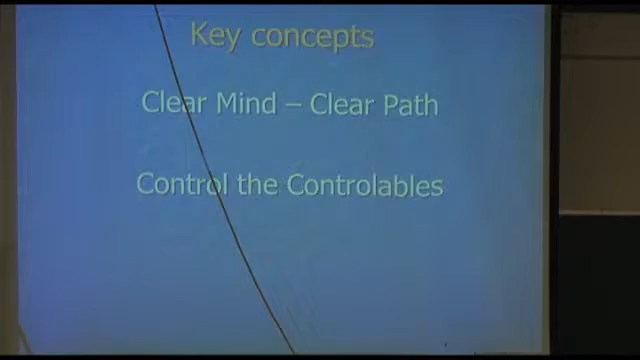 Key concepts
Clear Mind – Clear Path
Control the Controlables